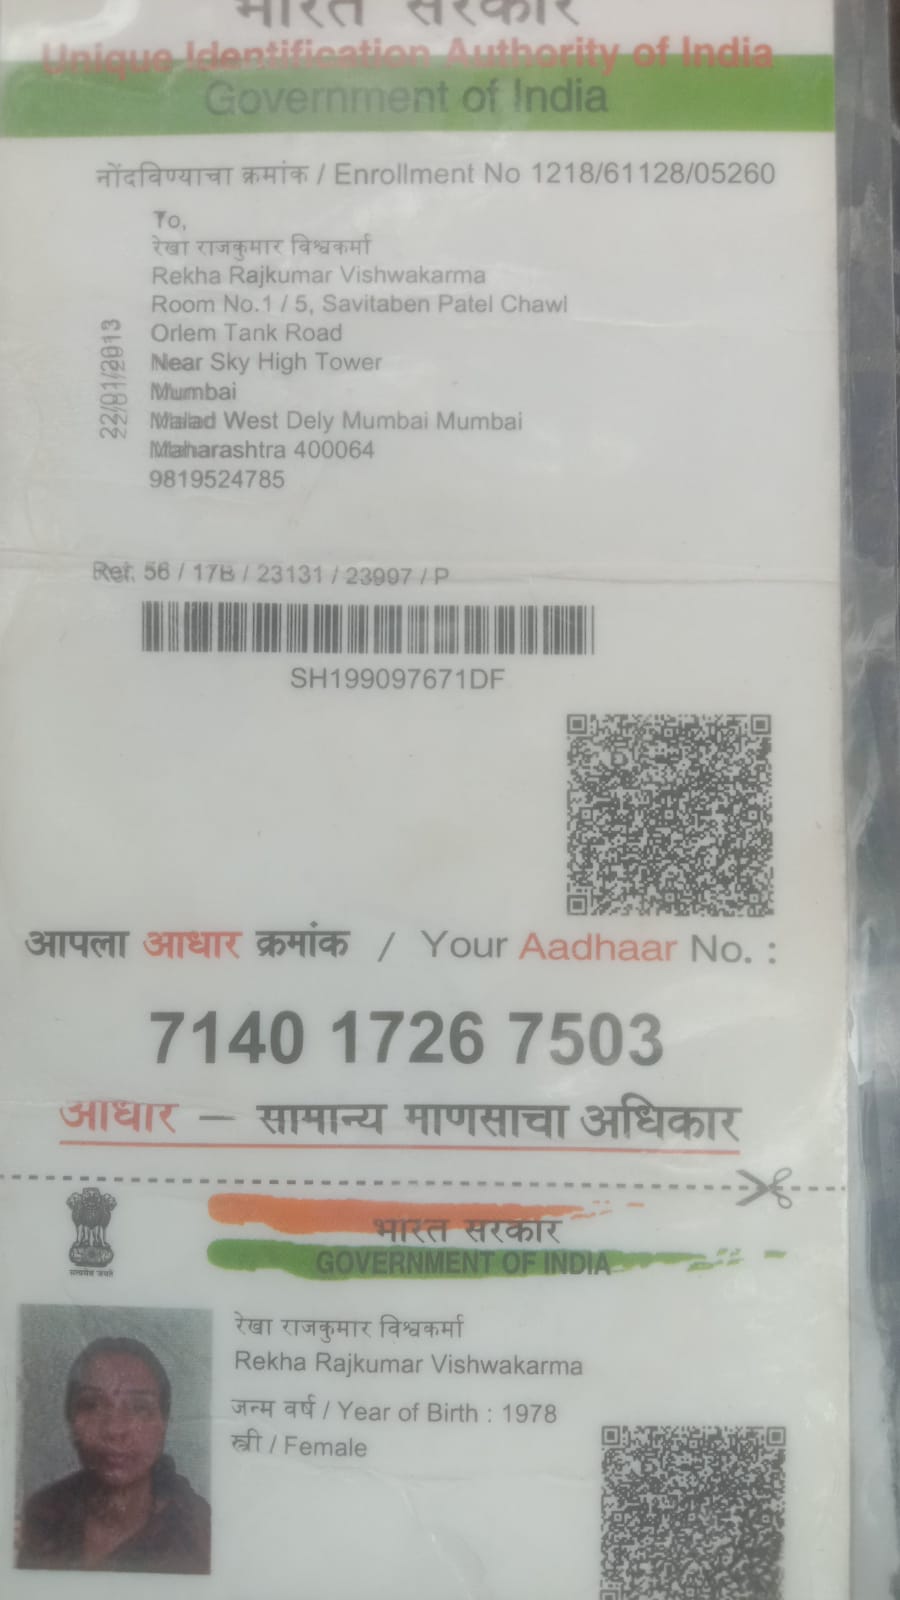 भारत सरकार
Unique Identification Authority of India
Government of India
नोंदविण्याचा क्रमांक / Enrollment No 1218/61128/05260
To,
रेखा राजकुमार विश्वकर्मा
Rekha Rajkumar Vishwakarma
Room No.1 / 5, Savitaben Patel Chawl
Orlem Tank Road
Near Sky High Tower
Mumbai
Malad West Dely Mumbai Mumbai
Maharashtra 400064
9819524785
22/01/2013
Ref. 56 / 17B / 23131 / 23997 / P
SH199097671DF
आपला आधार क्रमांक / Your Aadhaar No. :
7140 1726 7503
आधार – सामान्य माणसाचा अधिकार
सत्यमेव जयते
भारत सरकार
GOVERNMENT OF INDIA
रेखा राजकुमार विश्वकर्मा
Rekha Rajkumar Vishwakarma
जन्म वर्ष / Year of Birth : 1978
स्त्री / Female